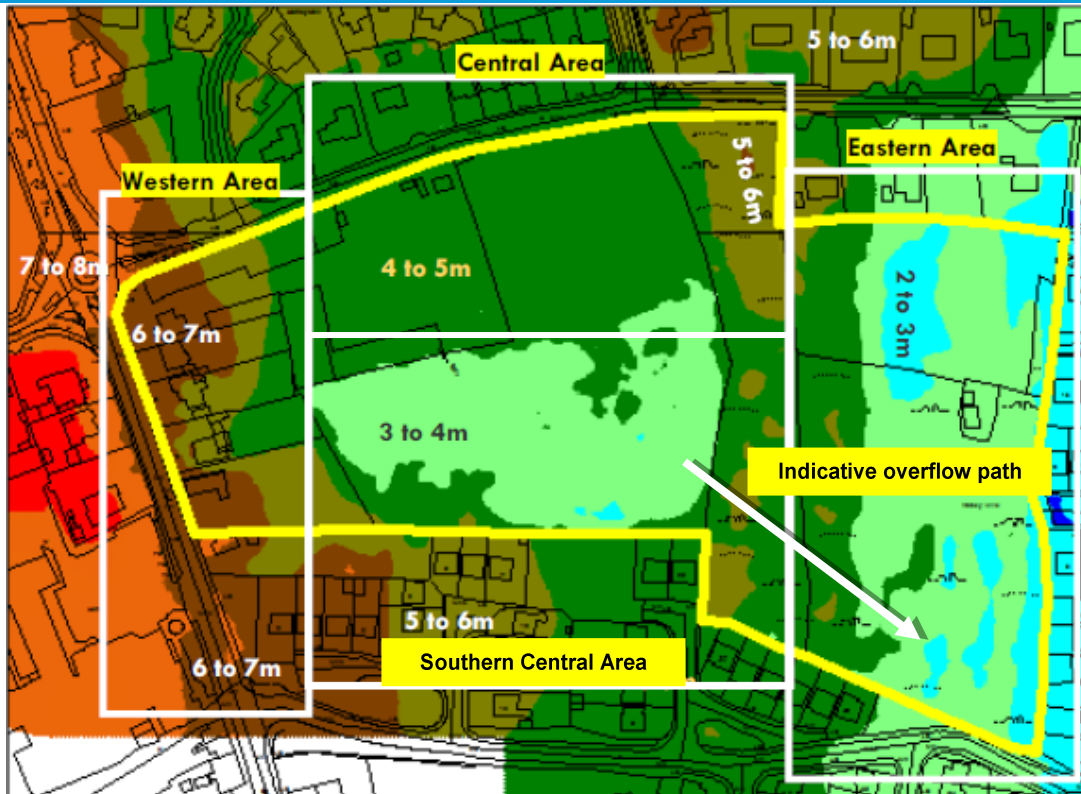 5 to 6m
Central Area
Eastern Area
5 to 6m
Western Area
7 to 8m
4 to 5m
2 to 3m
6 to 7m
3 to 4m
Indicative overflow path
5 to 6m
Southern Central Area
6 to 7m